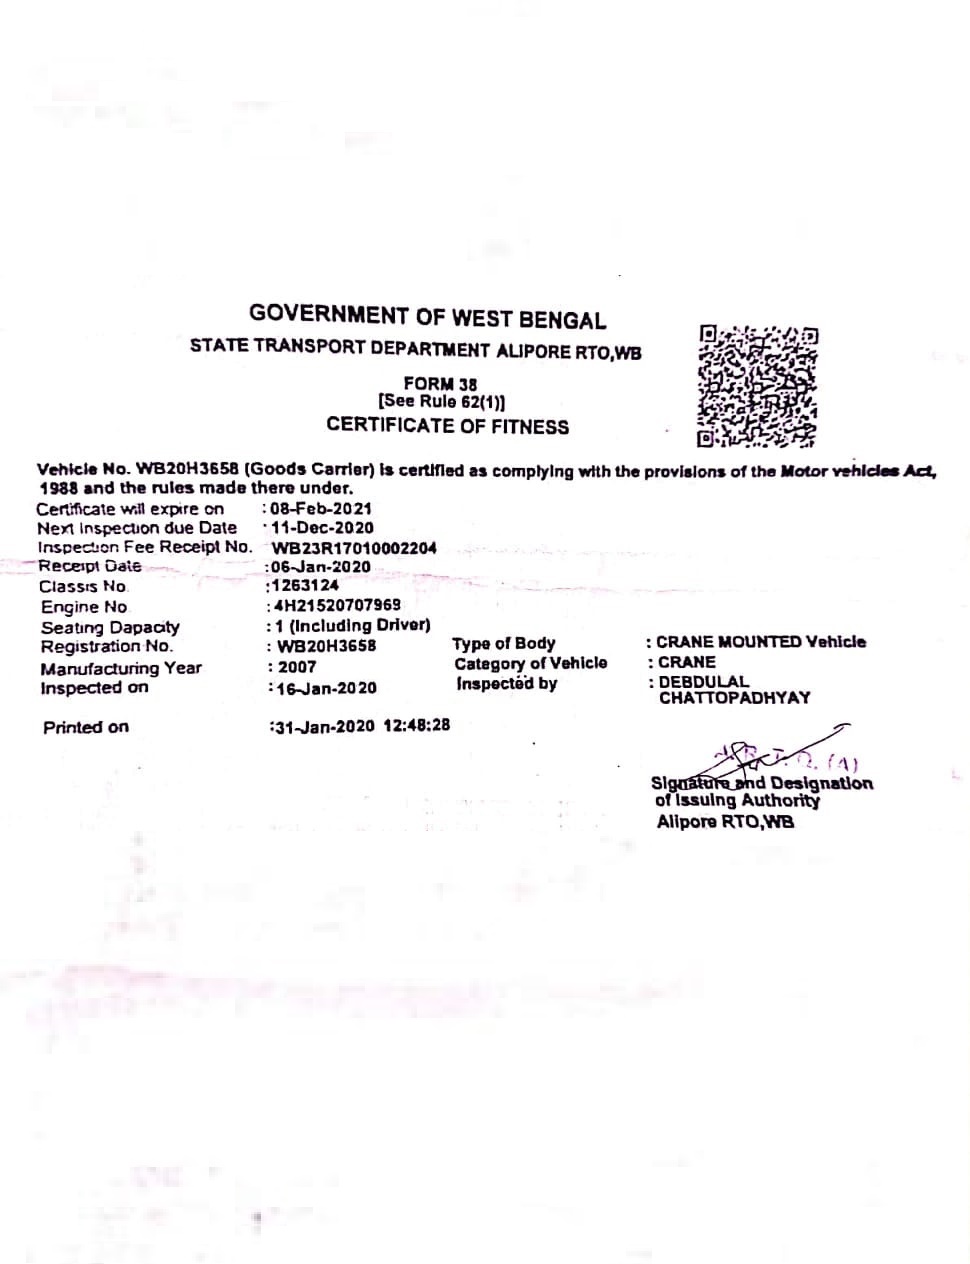 GOVERNMENT OF WEST BENGAL
STATE TRANSPORT DEPARTMENT ALIPORE RTO,WB
FORM 38
[See Rule 62(1)]
CERTIFICATE OF FITNESS
Vehicle No. WB20H3658 (Goods Carrier) is certified as complying with the provisions of the Motor vehicles Act,
1988 and the rules made there under.
Certificate will expire on : 08-Feb-2021
Next Inspection due Date : 11-Dec-2020
Inspection Fee Receipt No. WB23R17010002204
Receipt Date :06-Jan-2020
Classis No :1263124
Engine No :4H21520707969
Seating Dapacity : 1 (Including Driver)
Registration No. : WB20H3658 Type of Body : CRANE MOUNTED Vehicle
Manufacturing Year : 2007 Category of Vehicle : CRANE
Inspected on :16-Jan-2020 Inspected by : DEBDULAL
CHATTOPADHYAY
Printed on :31-Jan-2020 12:48:28
Signature and Designation
of Issuing Authority
Alipore RTO,WB